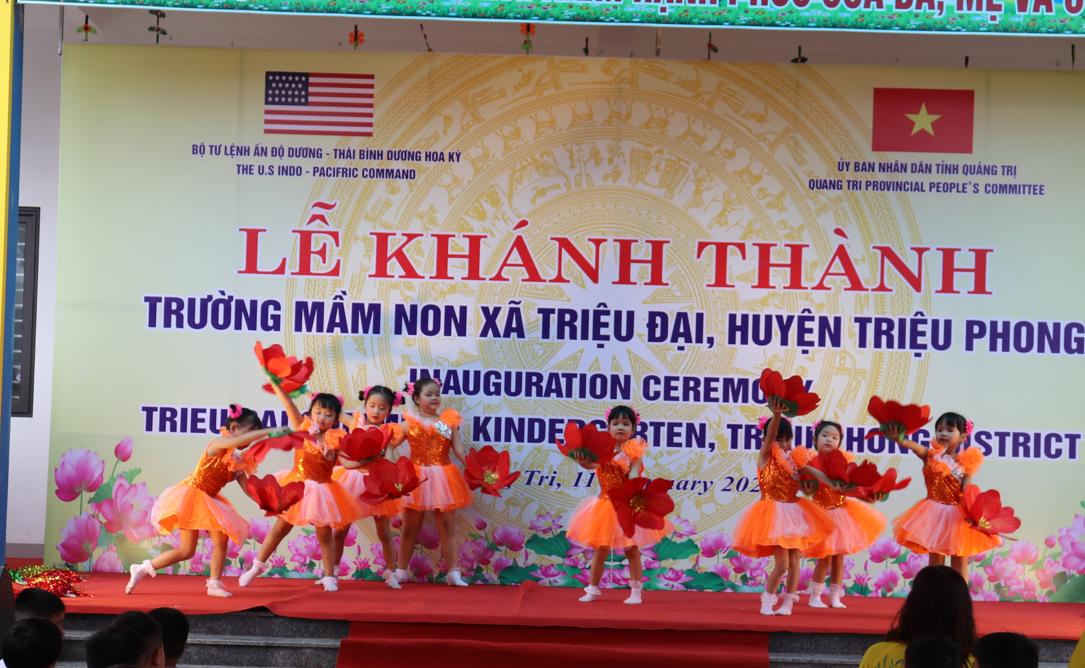 BỘ TƯ LỆNH ẤN ĐỘ DƯƠNG - THÁI BÌNH DƯƠNG HOA KỲ
THE U.S INDO - PACIFRIC COMMAND
ỦY BAN NHÂN DÂN TỈNH QUẢNG TRỊ
QUANG TRI PROVINCIAL PEOPLE'S COMMITTEE
LỄ KHÁNH THÀNH
TRƯỜNG MẦM NON XÃ TRIỆU ĐẠI, HUYỆN TRIỆU PHONG
INAUGURATION CEREMONY
TRIEU KINDERGARTEN, DISTRICT
Tri, 11